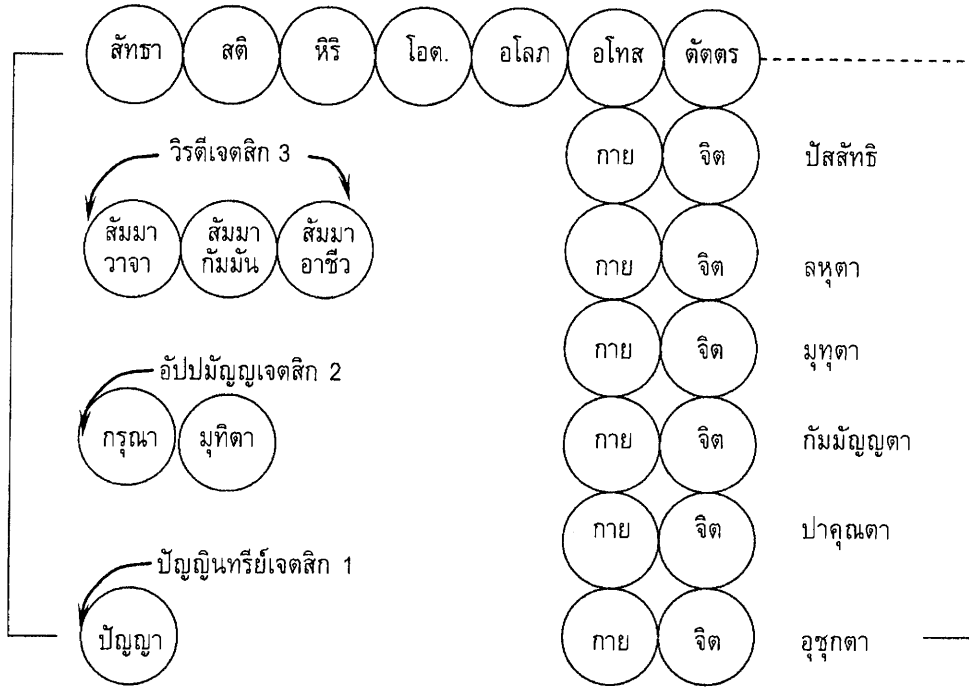 สัทธา สติ หิริ โอต. อโลภ อโทส ตัตตร
กาย จิต ปัสสัทธิ
วิรตีเจตสิก 3
สัมมา สัมมา สัมมา
วาจา กัมมัน อาชีว
กาย จิต ลหุตา
กาย จิต มุทุตา
อัปปมัญญเจตสิก 2
กรุณา มุทิตา
กาย จิต กัมมัญญตา
กาย จิต ปาคุณตา
ปัญญินทรีย์เจตสิก 1
ปัญญา
กาย จิต อุชุกตา